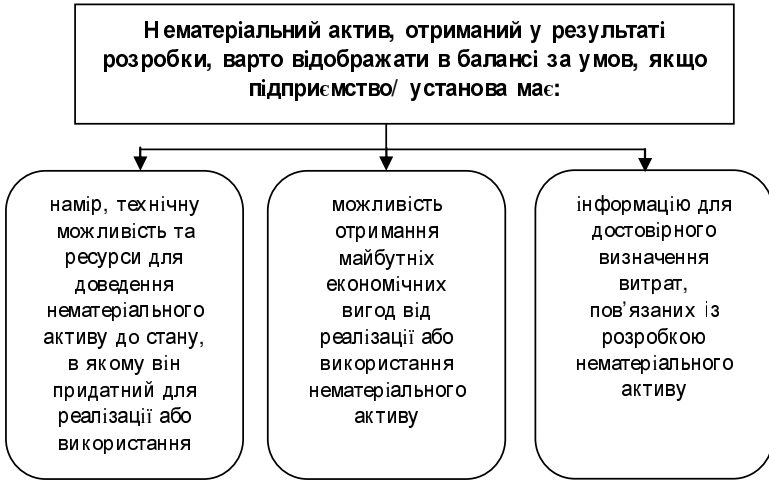 Нематеріальний актив, отриманий у результаті
розробки, варто відображати в балансі за умов, якщо
підприємство/ установа має:
намір, технічну
можливість та
ресурси для
доведення
нематеріального
активу до стану,
в якому він
придатний для
реалізації або
використання
можливість
отримання
майбутніх
економічних
вигод від
реалізації або
використання
нематеріального
активу
інформацію для
достовірного
визначення
витрат,
пов’язаних із
розробкою
нематеріального
активу